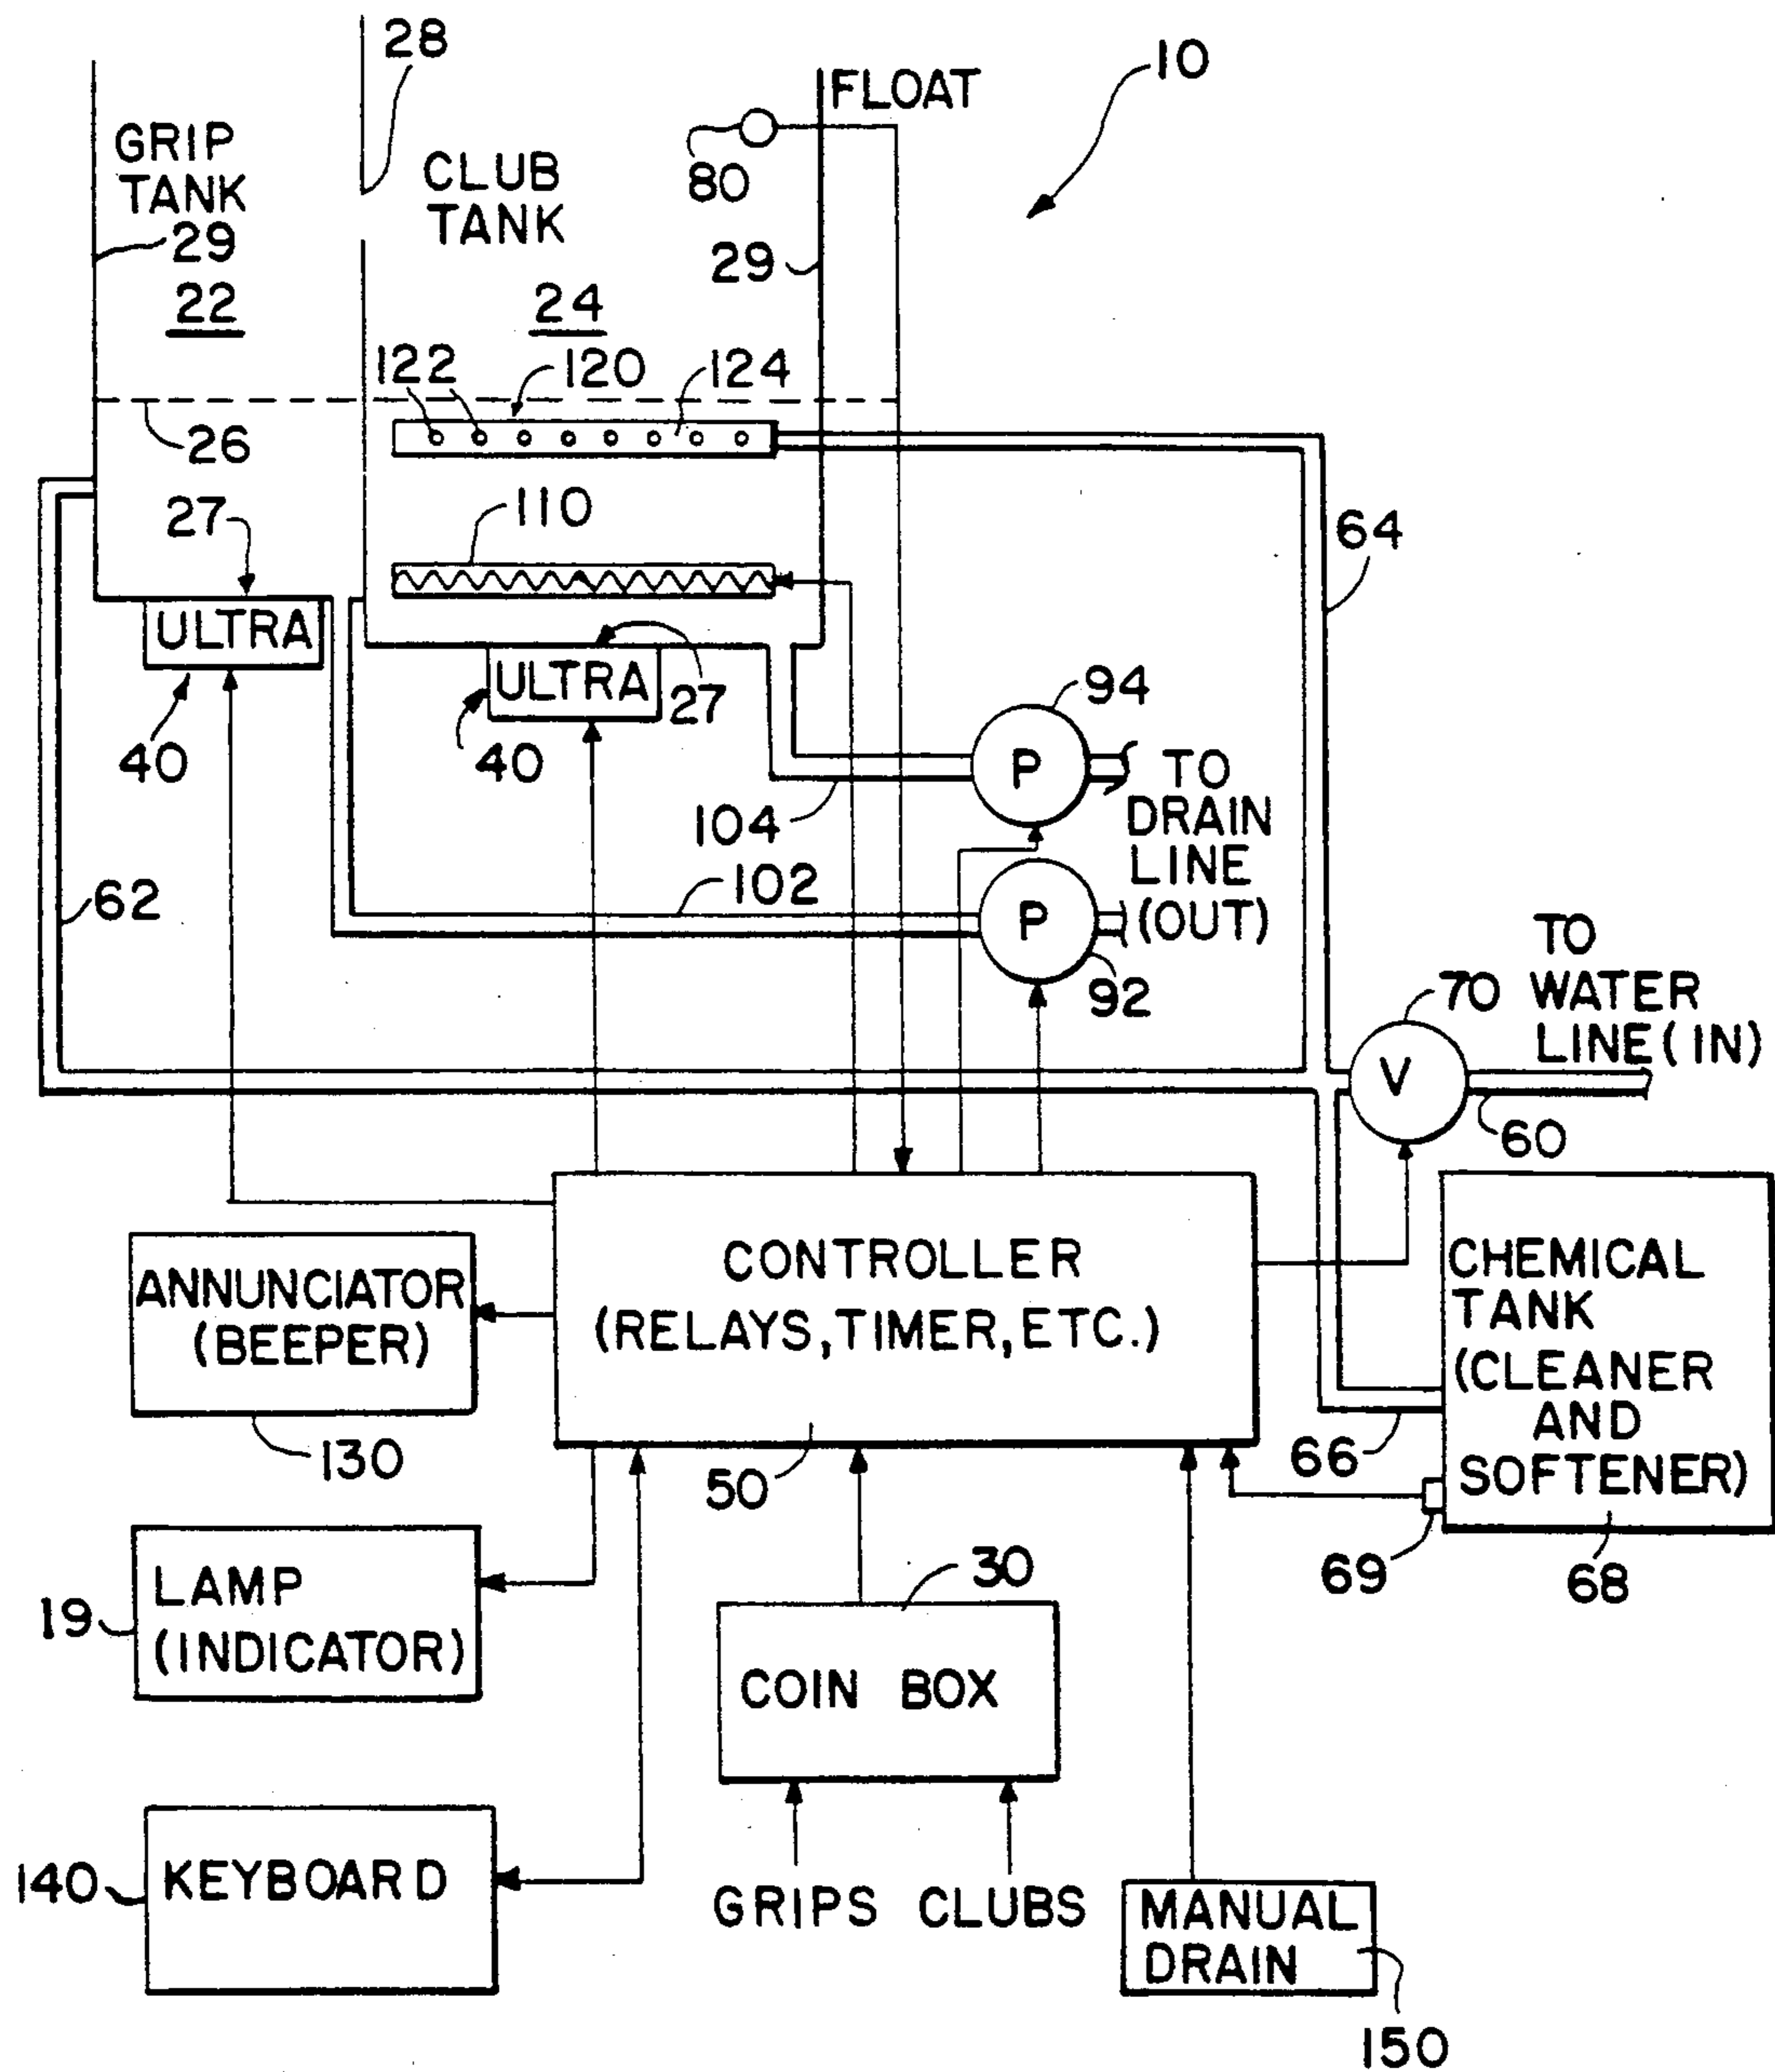 28
10
FLOAT
GRIP
TANK
29
22
CLUB
TANK
24
80
29
122
120
124
26
27
110
64
ULTRA
40
ULTRA
40
27
94
P
TO
DRAIN
LINE
(OUT)
104
102
P
92
62
TO
WATER
LINE(IN)
70
V
60
CONTROLLER
(RELAYS,TIMER,ETC.)
50
ANNUNCIATOR
(BEEPER)
130
CHEMICAL
TANK
(CLEANER
AND
SOFTENER)
66
69
68
LAMP
(INDICATOR)
19
30
COIN BOX
GRIPS CLUBS
KEYBOARD
140
MANUAL
DRAIN
150